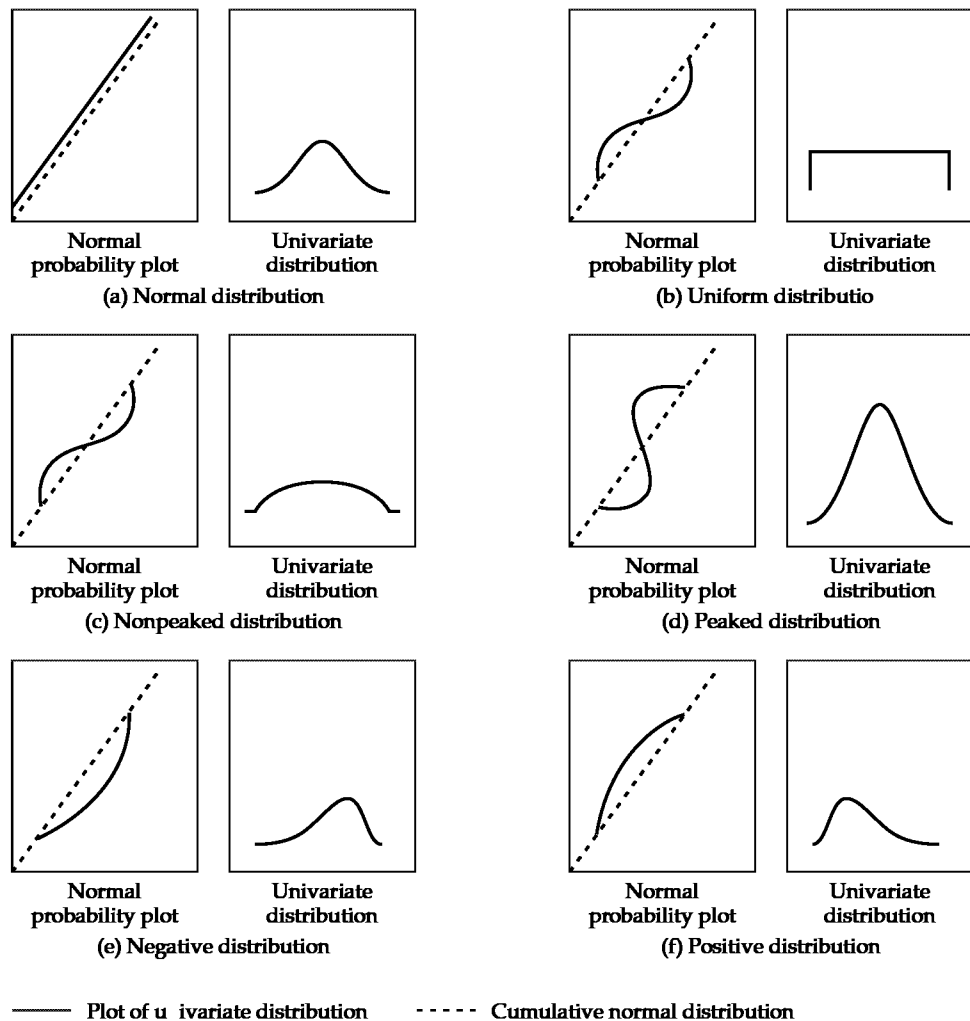 Normal
probability plot
Univariate
distribution
(a) Normal distribution
Normal
probability plot
Univariate
distribution
(b) Uniform distributio
Normal
probability plot
Univariate
distribution
(c) Nonpeaked distribution
Normal
probability plot
Univariate
distribution
(d) Peaked distribution
Normal
probability plot
Univariate
distribution
(e) Negative distribution
Normal
probability plot
Univariate
distribution
(f) Positive distribution
Plot of u ivariate distribution
Cumulative normal distribution